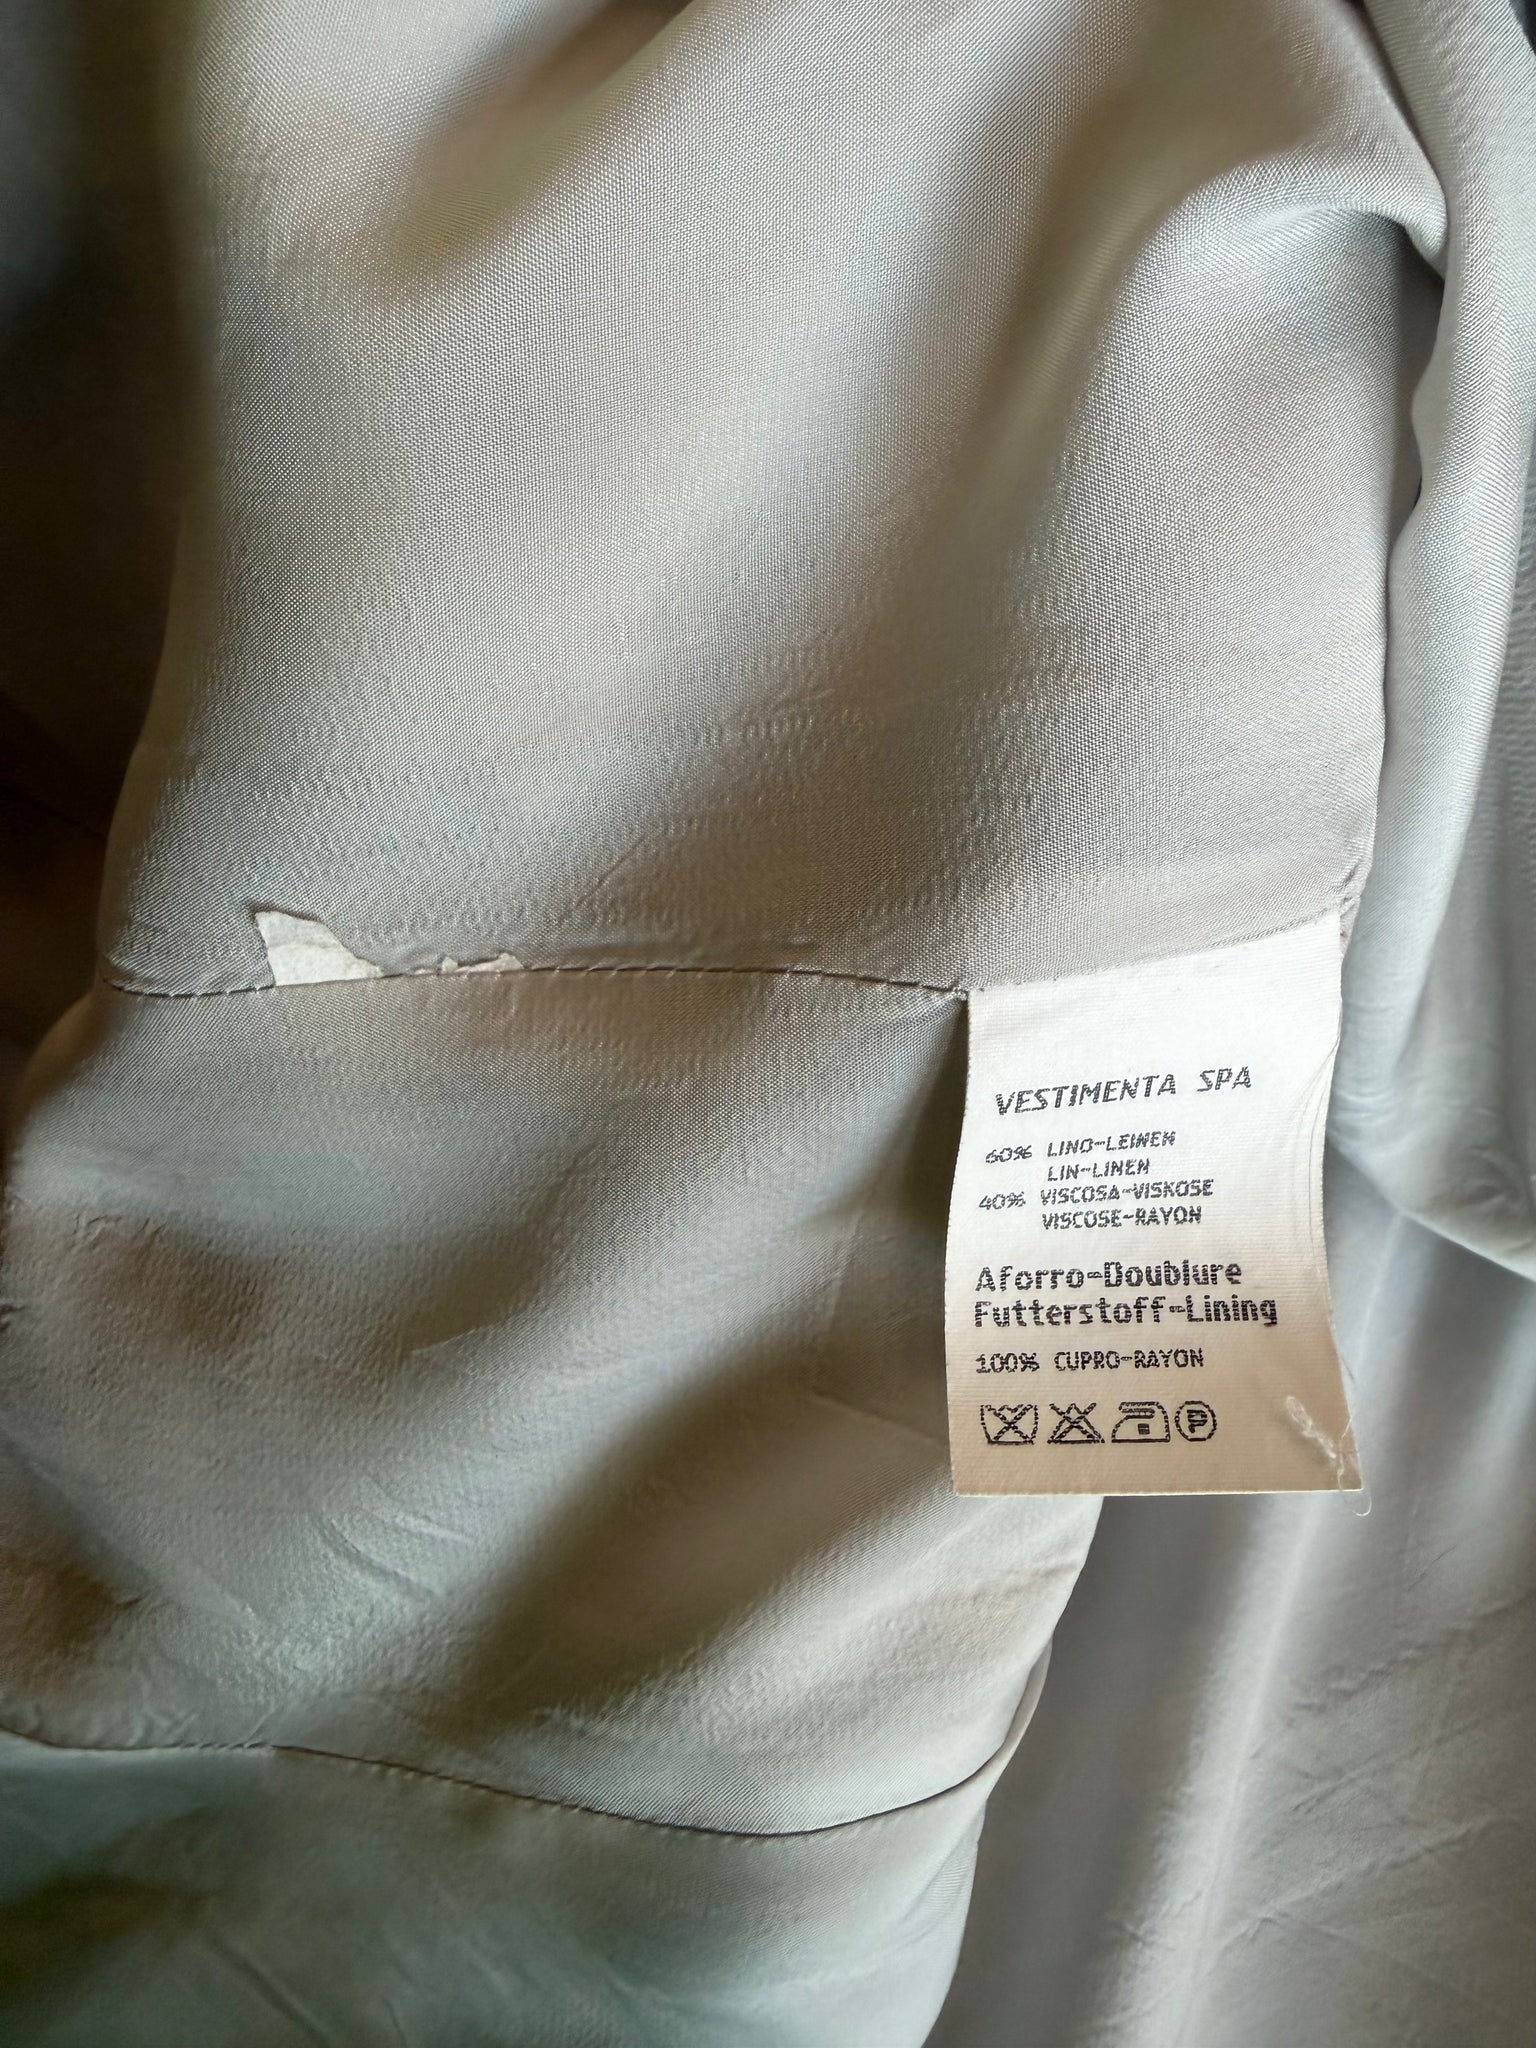 VESTIMENTA SPA
60% LINO-LEINEN
LIN-LINEN
40% VISCOSA-VISKOSE
VISCOSE-RAYON
Aforro-Doublure
Futterstoff-Lining
100% CUPRO-RAYON
P